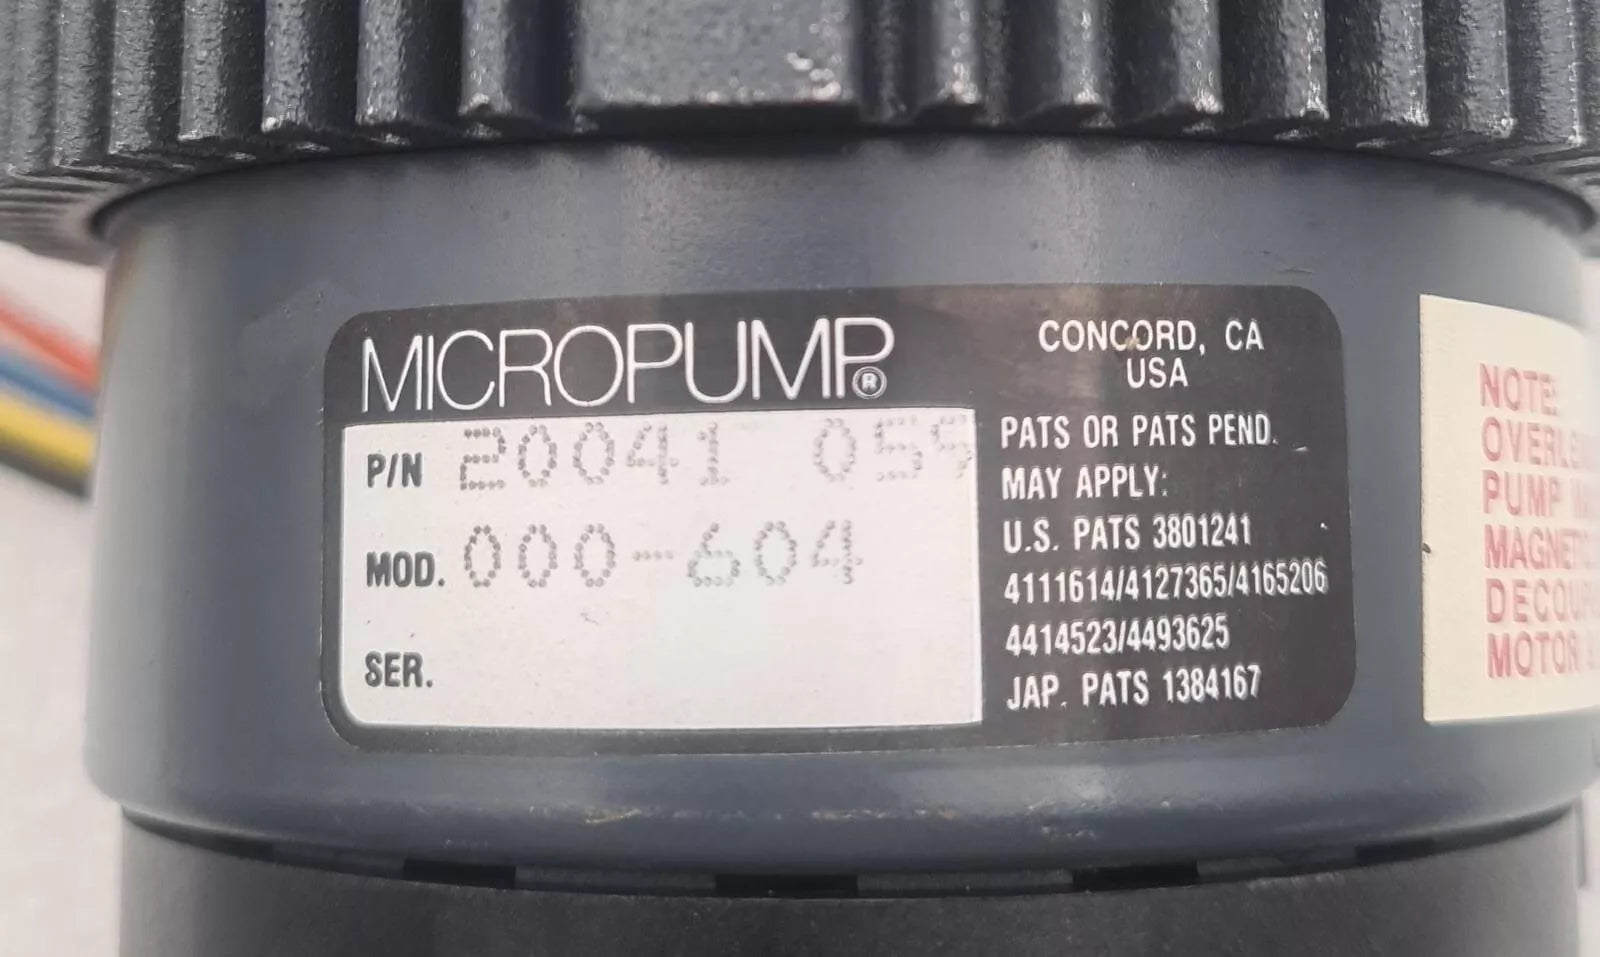 MICROPUMP®
CONCORD, CA
USA
P/N 20041 055
MOD. 000-604
SER.
PATS OR PATS PEND.
MAY APPLY:
U.S. PATS 3801241
4111614/4127365/4165206
4414523/4493625
JAP. PATS 1384167
NOTE:
PUMP
MOTOR